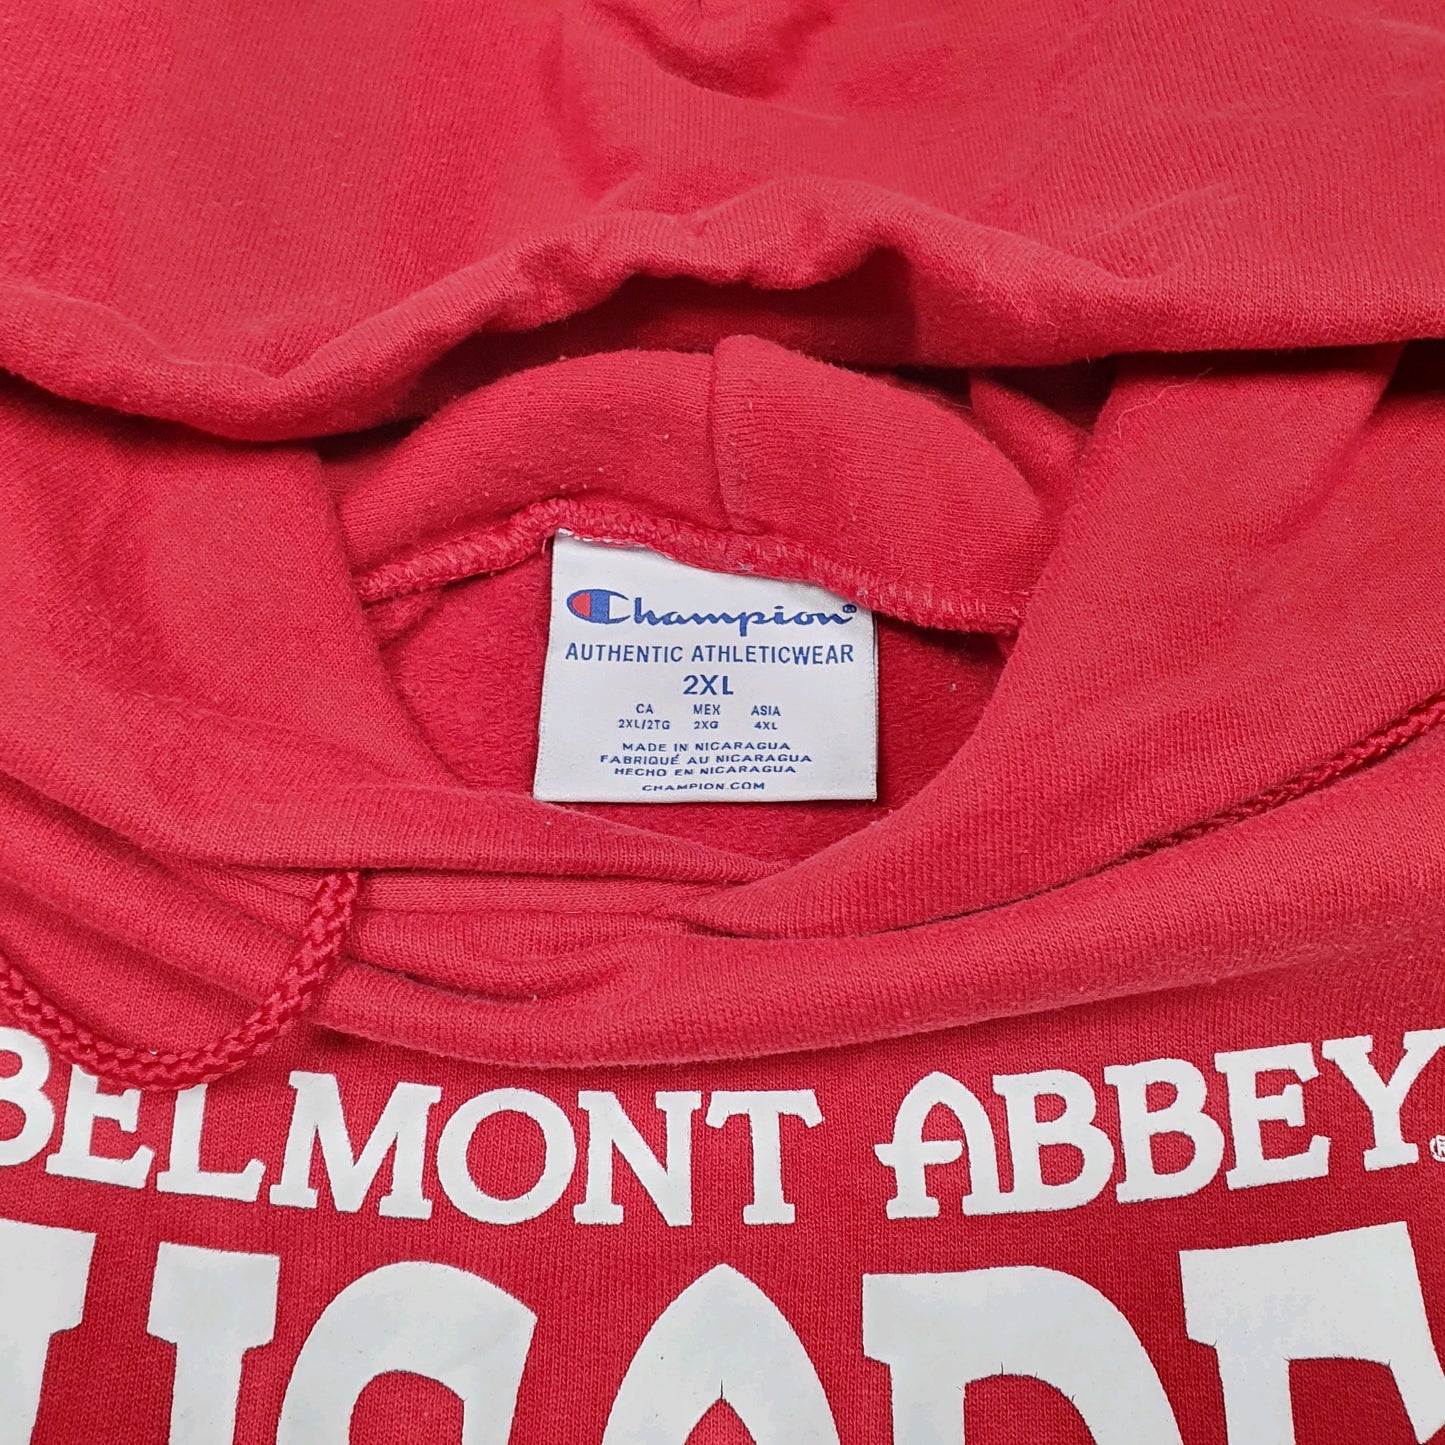 Champion
AUTHENTIC ATHLETICWEAR
2XL
CA MEX ASIA
2XL/2TG 2XG 4XL
MADE IN NICARAGUA
FABRIQUÉ AU NICARAGUA
HECHO EN NICARAGUA
CHAMPION.COM
BELMONT ABBEY®